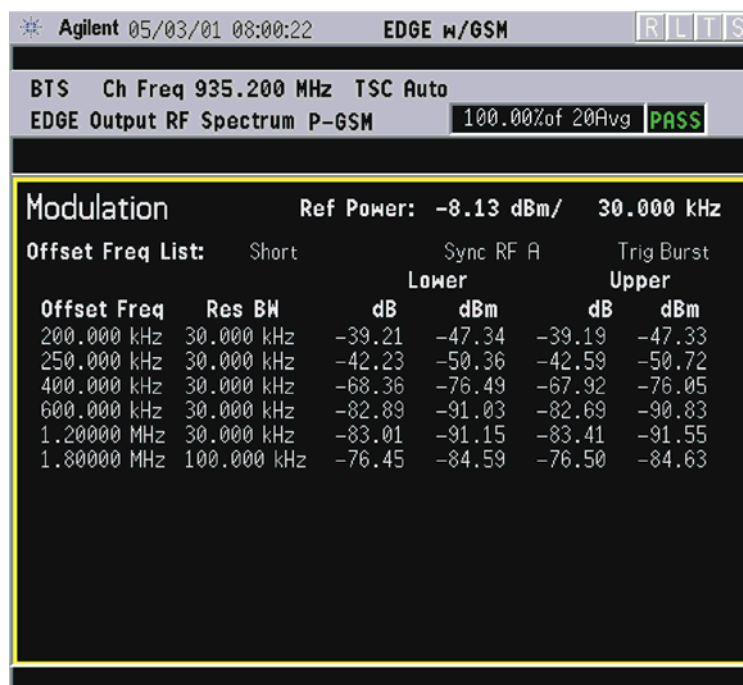 Agilent 05/03/01 08:00:22 EDGE w/GSM R L T S
BTS Ch Freq 935.200 MHz TSC Auto
EDGE Output RF Spectrum P-GSM 100.00%of 20Avg PASS
Modulation Ref Power: -8.13 dBm/ 30.000 kHz
Offset Freq List: Short Sync RF A Trig Burst
Lower Upper
Offset Freq Res BW dB dBm dB dBm
200.000 kHz 30.000 kHz -39.21 -47.34 -39.19 -47.33
250.000 kHz 30.000 kHz -42.23 -50.36 -42.59 -50.72
400.000 kHz 30.000 kHz -68.36 -76.49 -67.92 -76.05
600.000 kHz 30.000 kHz -82.89 -91.03 -82.69 -90.83
1.20000 MHz 30.000 kHz -83.01 -91.15 -83.41 -91.55
1.80000 MHz 100.000 kHz -76.45 -84.59 -76.50 -84.63